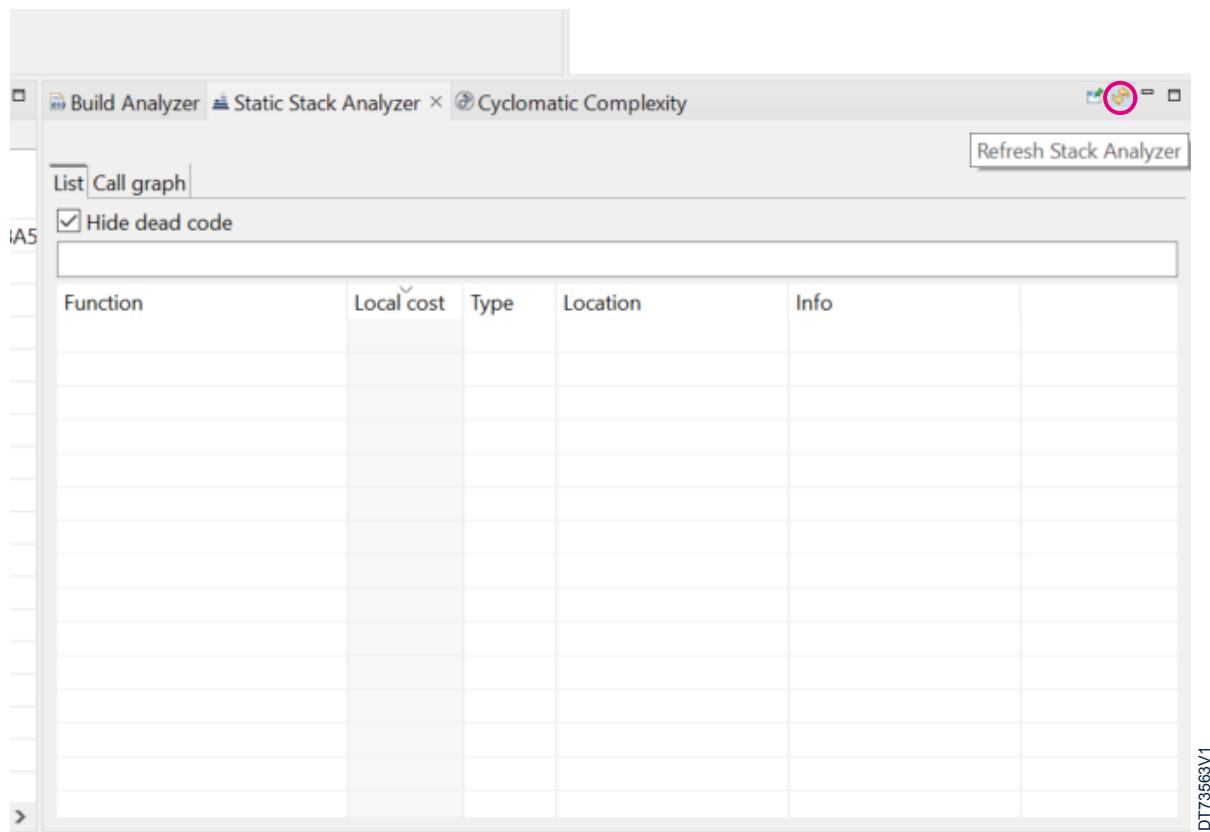 Build Analyzer Static Stack Analyzer Cyclomatic Complexity
Refresh Stack Analyzer
List Call graph
Hide dead code
A5
Function Local cost Type Location Info
DT73563V1